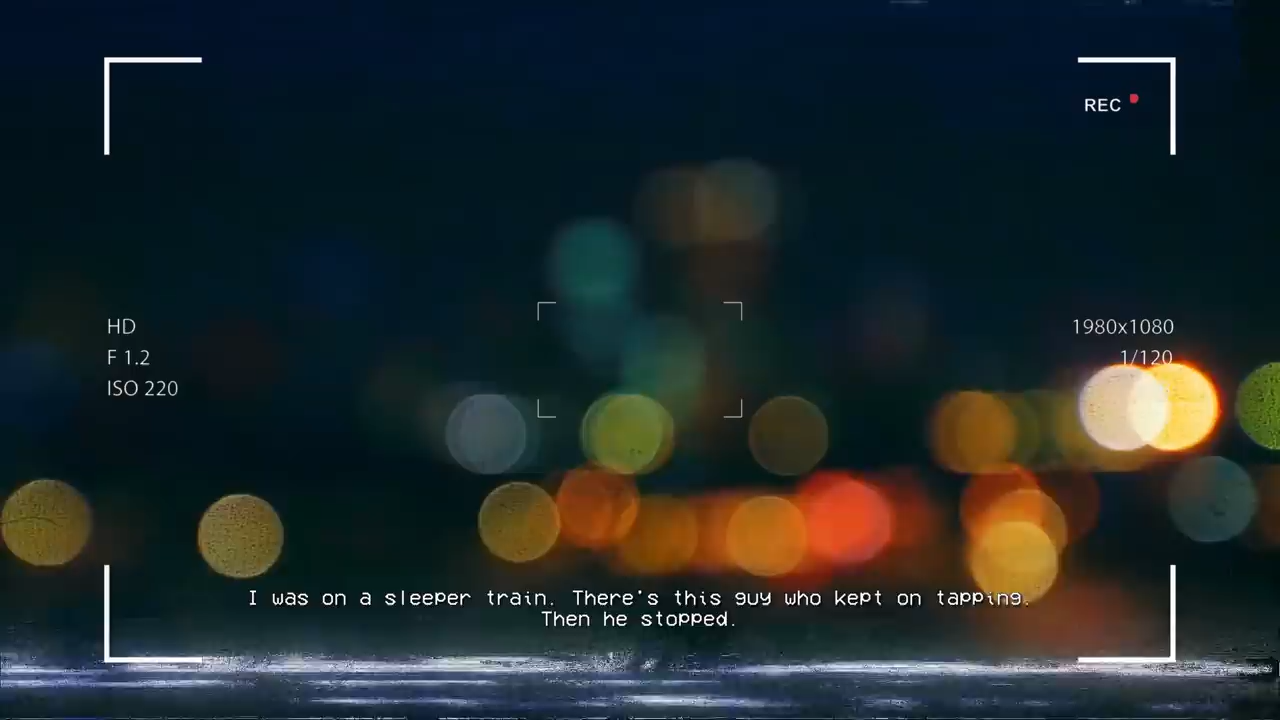 REC
HD
F 1.2
ISO 220
1980x1080
1/120
I was on a sleeper train. There's this guy who kept on tapping.
Then he stopped.